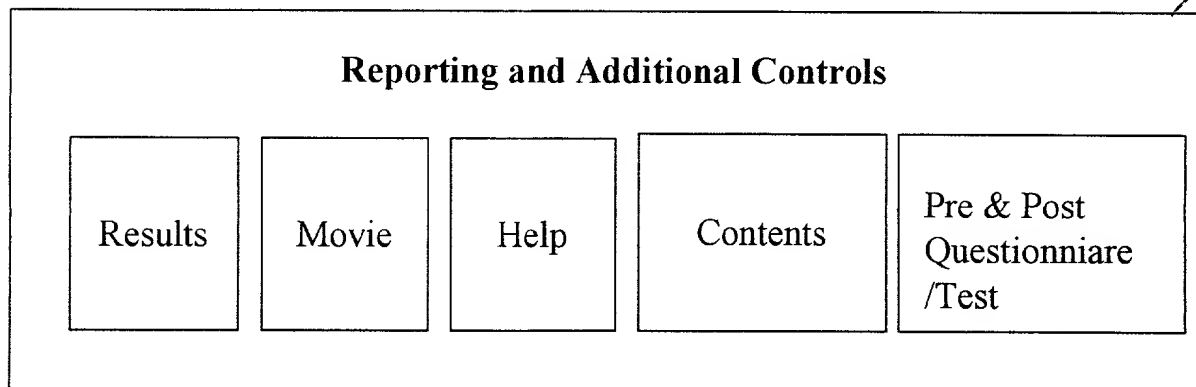 Reporting and Additional Controls
Results
Movie
Help
Contents
Pre & Post
Questionniare
/Test